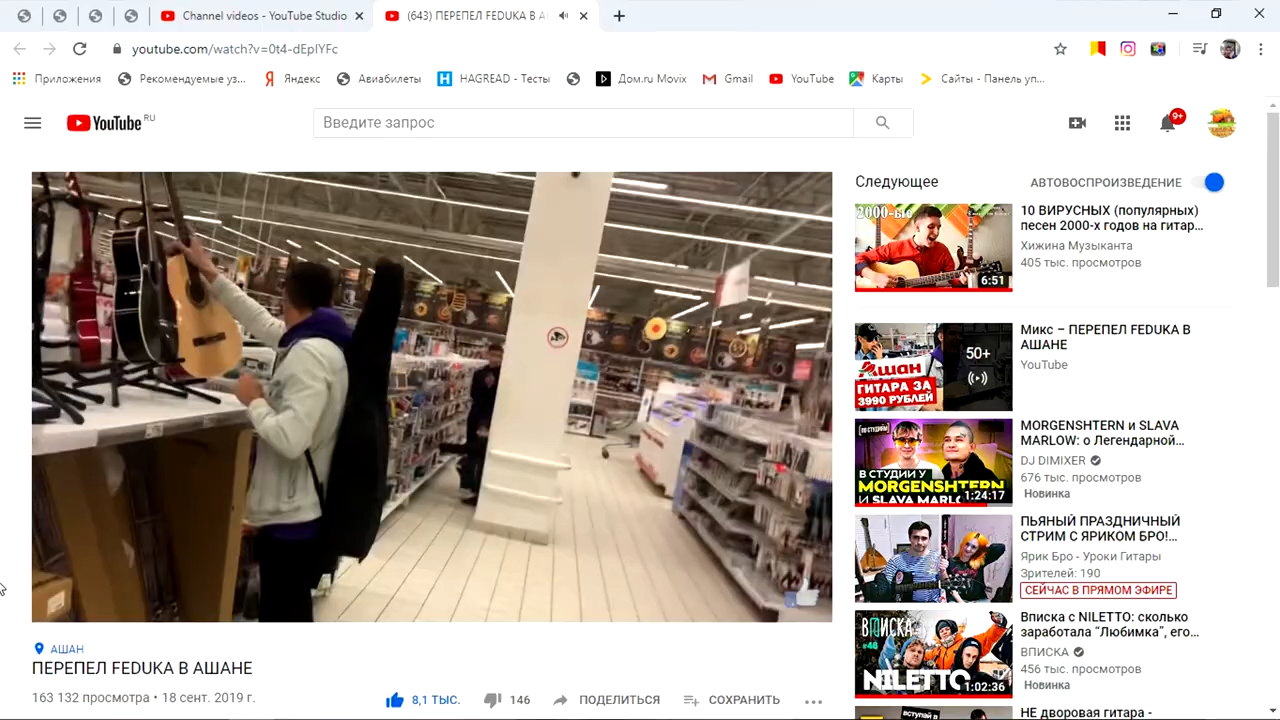 Channel videos - YouTube Studio
(643) ПЕРЕПЕЛ FEDUKA В А
youtube.com/watch?v=0t4-dEpIYFc
Приложения
Рекомендуемые уз...
Яндекс
Авиабилеты
HAGREAD - Тесты
Дом.ru Movix
Gmail
YouTube
Карты
Сайты - Панель уп...
YouTube RU
Введите запрос
9+
Следующее
АВТОВОСПРОИЗВЕДЕНИЕ
2000-ых
6:51
10 ВИРУСНЫХ (популярных)
песен 2000-х годов на гитар...
Хижина Музыканта
405 тыс. просмотров
Ашан
ГИТАРА ЗА
3990 РУБЛЕЙ
50+
Микс – ПЕРЕПЕЛ FEDUKA В
АШАНЕ
YouTube
В СТУДИИ У
MORGENSHTERN
И SLAVA MARLOW
1:24:17
MORGENSHTERN и SLAVA
MARLOW: о Легендарной...
DJ DIMIXER
676 тыс. просмотров
Новинка
ПЬЯНЫЙ ПРАЗДНИЧНЫЙ
СТРИМ С ЯРИКОМ БРО!...
Ярик Бро - Уроки Гитары
Зрителей: 190
СЕЙЧАС В ПРЯМОМ ЭФИРЕ
ВПИСКА
#46
NILETTO
1:02:36
Вписка с NILETTO: сколько
заработала "Любимка", его...
ВПИСКА
456 тыс. просмотров
Новинка
НЕ дворовая гитара -
АШАН
ПЕРЕПЕЛ FEDUKA В АШАНЕ
163 132 просмотра • 18 сент. 2019 г.
8,1 ТЫС.
146
ПОДЕЛИТЬСЯ
СОХРАНИТЬ